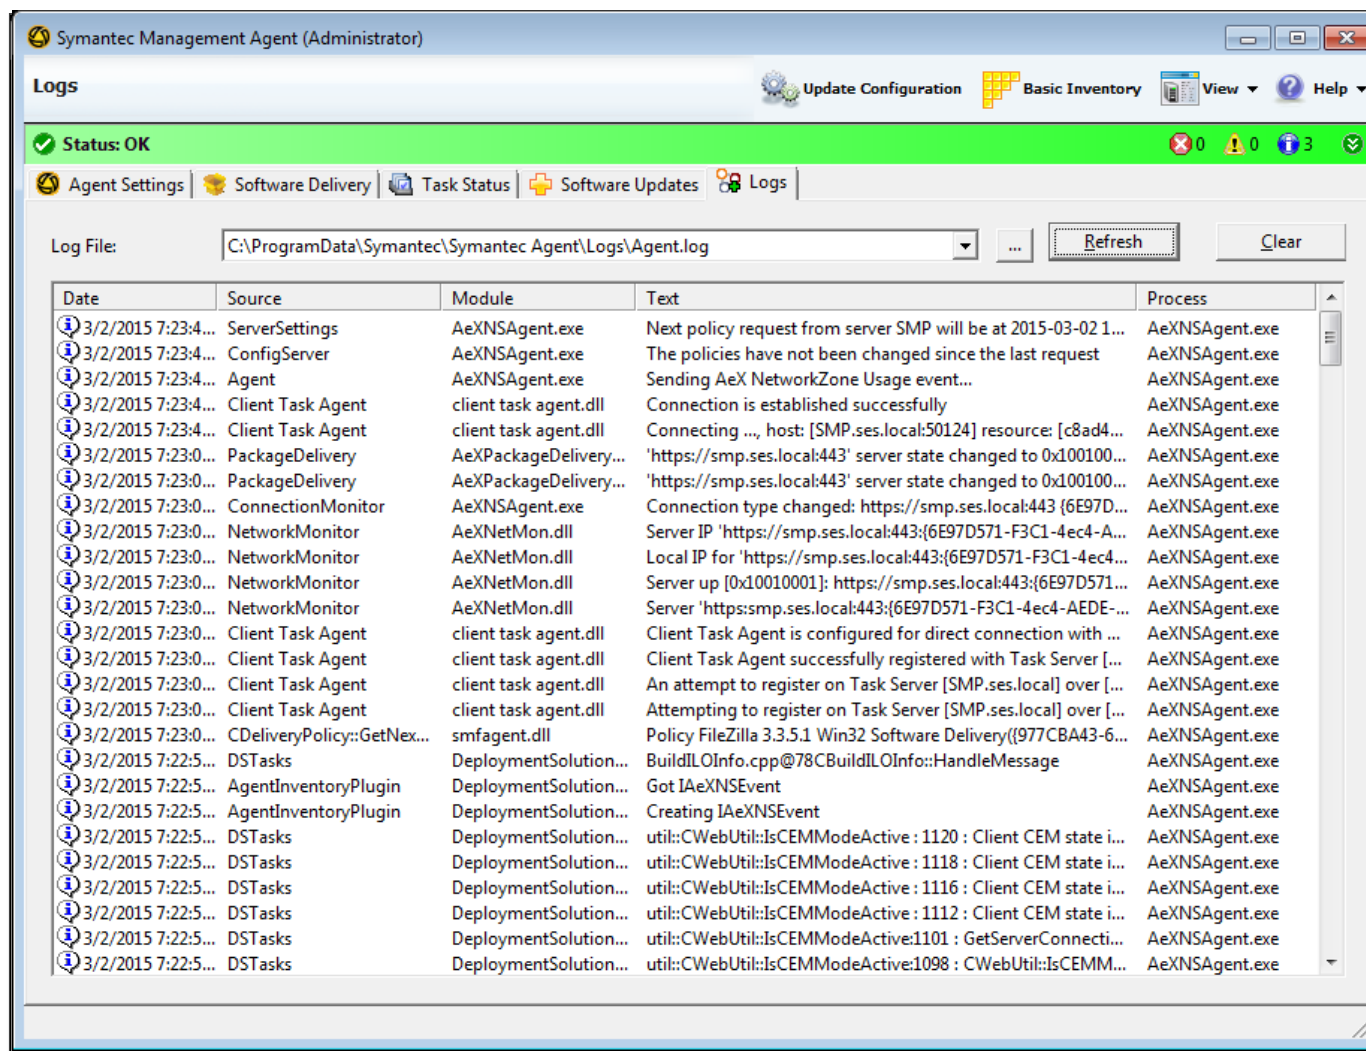 Symantec Management Agent (Administrator)
Logs
Update Configuration Basic Inventory View Help
Status: OK 0 0 3
Agent Settings Software Delivery Task Status Software Updates Logs
Log File: C:\ProgramData\Symantec\Symantec Agent\Logs\Agent.log ... Refresh Clear
Date Source Module Text Process
3/2/2015 7:23:4... ServerSettings AeXNSAgent.exe Next policy request from server SMP will be at 2015-03-02 1... AeXNSAgent.exe
3/2/2015 7:23:4... ConfigServer AeXNSAgent.exe The policies have not been changed since the last request AeXNSAgent.exe
3/2/2015 7:23:4... Agent AeXNSAgent.exe Sending AeX NetworkZone Usage event... AeXNSAgent.exe
3/2/2015 7:23:4... Client Task Agent client task agent.dll Connection is established successfully AeXNSAgent.exe
3/2/2015 7:23:4... Client Task Agent client task agent.dll Connecting ..., host: [SMP.ses.local:50124] resource: [c8ad4... AeXNSAgent.exe
3/2/2015 7:23:0... PackageDelivery AeXPackageDelivery... 'https://smp.ses.local:443' server state changed to 0x100100... AeXNSAgent.exe
3/2/2015 7:23:0... PackageDelivery AeXPackageDelivery... 'https://smp.ses.local:443' server state changed to 0x100100... AeXNSAgent.exe
3/2/2015 7:23:0... ConnectionMonitor AeXNSAgent.exe Connection type changed: https://smp.ses.local:443 {6E97D... AeXNSAgent.exe
3/2/2015 7:23:0... NetworkMonitor AeXNetMon.dll Server IP 'https://smp.ses.local:443:{6E97D571-F3C1-4ec4-A... AeXNSAgent.exe
3/2/2015 7:23:0... NetworkMonitor AeXNetMon.dll Local IP for 'https://smp.ses.local:443:{6E97D571-F3C1-4ec4... AeXNSAgent.exe
3/2/2015 7:23:0... NetworkMonitor AeXNetMon.dll Server up [0x10010001]: https://smp.ses.local:443:{6E97D571... AeXNSAgent.exe
3/2/2015 7:23:0... NetworkMonitor AeXNetMon.dll Server 'https:smp.ses.local:443:{6E97D571-F3C1-4ec4-AEDE-... AeXNSAgent.exe
3/2/2015 7:23:0... Client Task Agent client task agent.dll Client Task Agent is configured for direct connection with ... AeXNSAgent.exe
3/2/2015 7:23:0... Client Task Agent client task agent.dll Client Task Agent successfully registered with Task Server [... AeXNSAgent.exe
3/2/2015 7:23:0... Client Task Agent client task agent.dll An attempt to register on Task Server [SMP.ses.local] over [... AeXNSAgent.exe
3/2/2015 7:23:0... Client Task Agent client task agent.dll Attempting to register on Task Server [SMP.ses.local] over [... AeXNSAgent.exe
3/2/2015 7:23:0... CDeliveryPolicy::GetNex... smfagent.dll Policy FileZilla 3.3.5.1 Win32 Software Delivery({977CBA43-6... AeXNSAgent.exe
3/2/2015 7:22:5... DSTasks DeploymentSolution... BuildILOInfo.cpp@78CBuildILOInfo::HandleMessage AeXNSAgent.exe
3/2/2015 7:22:5... AgentInventoryPlugin DeploymentSolution... Got IAeXNSEvent AeXNSAgent.exe
3/2/2015 7:22:5... AgentInventoryPlugin DeploymentSolution... Creating IAeXNSEvent AeXNSAgent.exe
3/2/2015 7:22:5... DSTasks DeploymentSolution... util::CWebUtil::IsCEMModeActive : 1120 : Client CEM state i... AeXNSAgent.exe
3/2/2015 7:22:5... DSTasks DeploymentSolution... util::CWebUtil::IsCEMModeActive : 1118 : Client CEM state i... AeXNSAgent.exe
3/2/2015 7:22:5... DSTasks DeploymentSolution... util::CWebUtil::IsCEMModeActive : 1116 : Client CEM state i... AeXNSAgent.exe
3/2/2015 7:22:5... DSTasks DeploymentSolution... util::CWebUtil::IsCEMModeActive : 1112 : Client CEM state i... AeXNSAgent.exe
3/2/2015 7:22:5... DSTasks DeploymentSolution... util::CWebUtil::IsCEMModeActive:1101 : GetServerConnecti... AeXNSAgent.exe
3/2/2015 7:22:5... DSTasks DeploymentSolution... util::CWebUtil::IsCEMModeActive:1098 : CWebUtil::IsCEMM... AeXNSAgent.exe